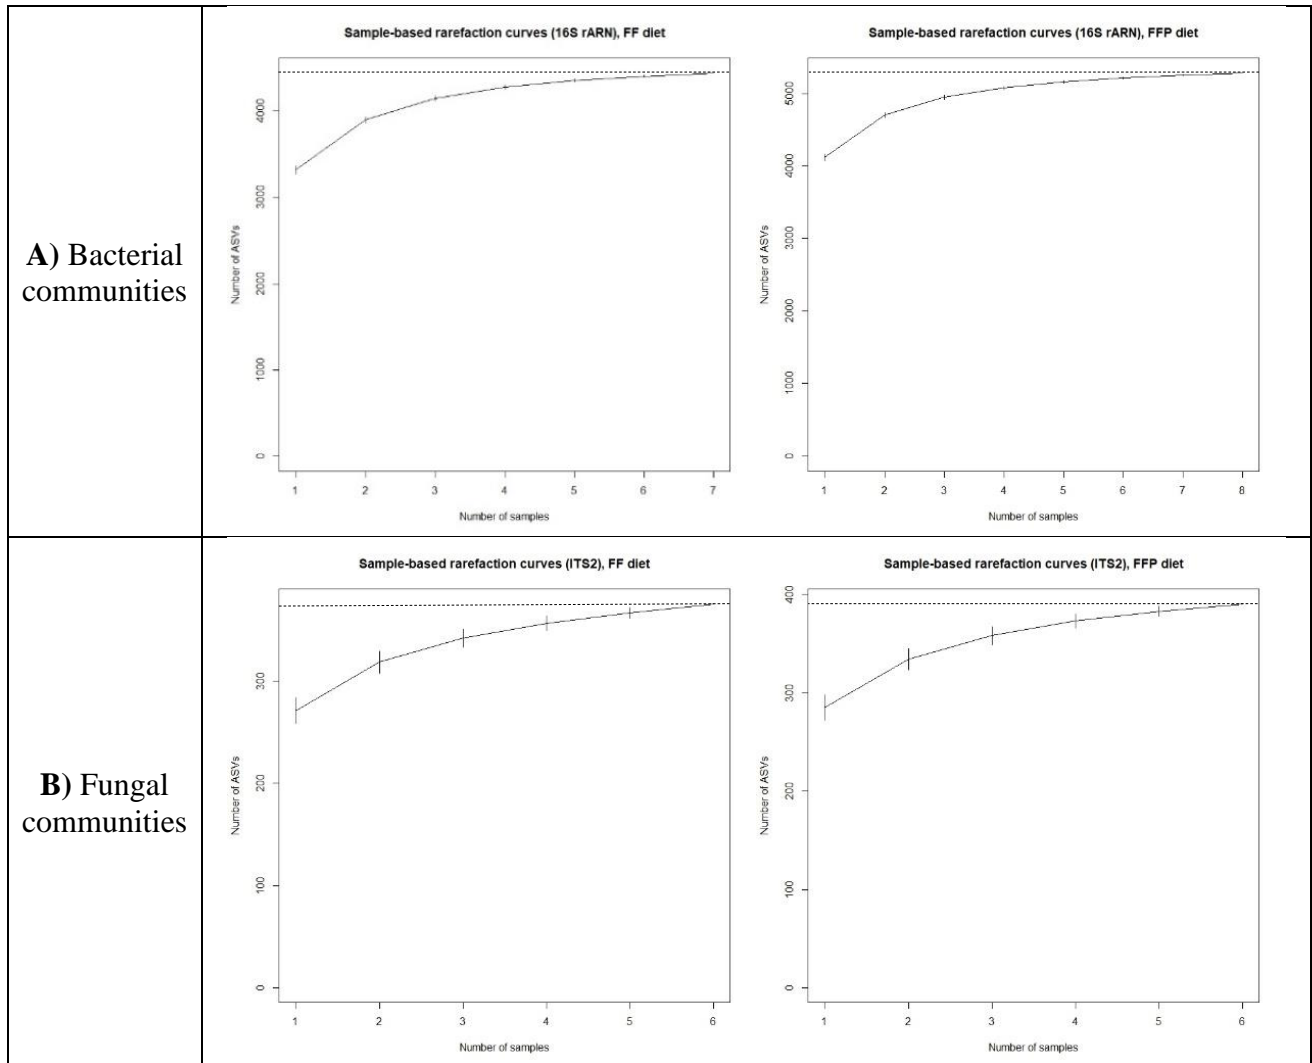 A) Bacterial
communities
Sample-based rarefaction curves (16S rARN), FF diet
Number of ASVs
4000
3000
2000
1000
0
1 2 3 4 5 6 7
Number of samples
Sample-based rarefaction curves (16S rARN), FFP diet
Number of ASVs
5000
4000
3000
2000
1000
0
1 2 3 4 5 6 7 8
Number of samples
B) Fungal
communities
Sample-based rarefaction curves (ITS2), FF diet
Number of ASVs
300
200
100
0
1 2 3 4 5 6
Number of samples
Sample-based rarefaction curves (ITS2), FFP diet
Number of ASVs
400
300
200
100
0
1 2 3 4 5 6
Number of samples